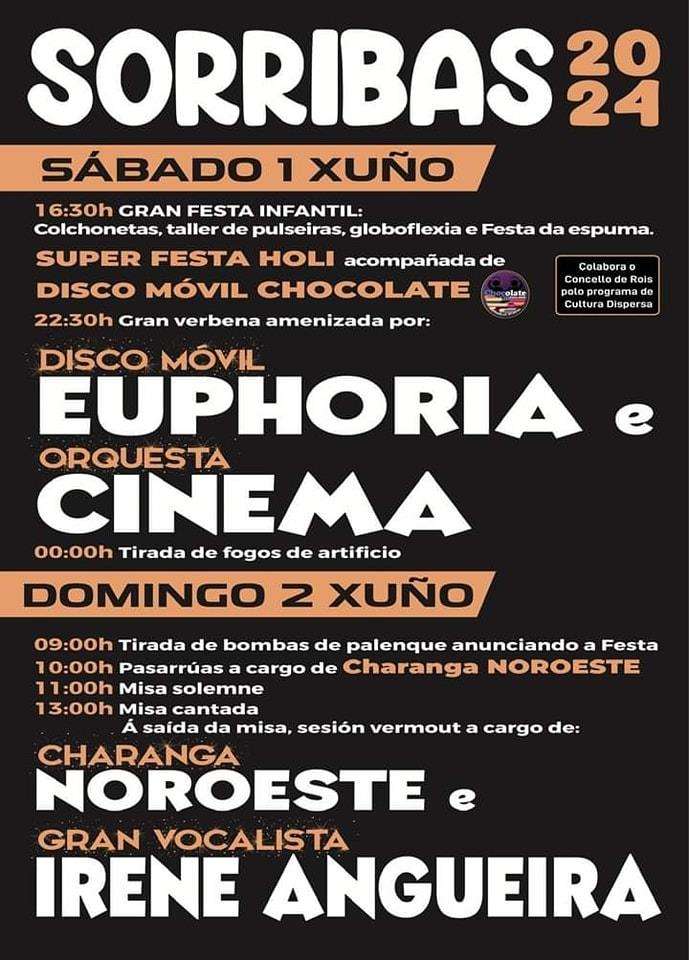 SORRIBAS 2024
SÁBADO 1 XUÑO
16:30h GRAN FESTA INFANTIL:
Colchonetas, taller de pulseiras, globoflexia e Festa da espuma.
SUPER FESTA HOLI acompañada de
DISCO MÓVIL CHOCOLATE
Chocolate
Colabora o
Concello de Rois
polo programa de
Cultura Dispersa
22:30h Gran verbena amenizada por:
DISCO MÓVIL
EUPHORIA e
ORQUESTA
CINEMA
00:00h Tirada de fogos de artificio
DOMINGO 2 XUÑO
09:00h Tirada de bombas de palenque anunciando a Festa
10:00h Pasarrúas a cargo de Charanga NOROESTE
11:00h Misa solemne
13:00h Misa cantada
Á saída da misa, sesión vermout a cargo de:
CHARANGA
NOROESTE e
GRAN VOCALISTA
IRENE ANGUEIRA